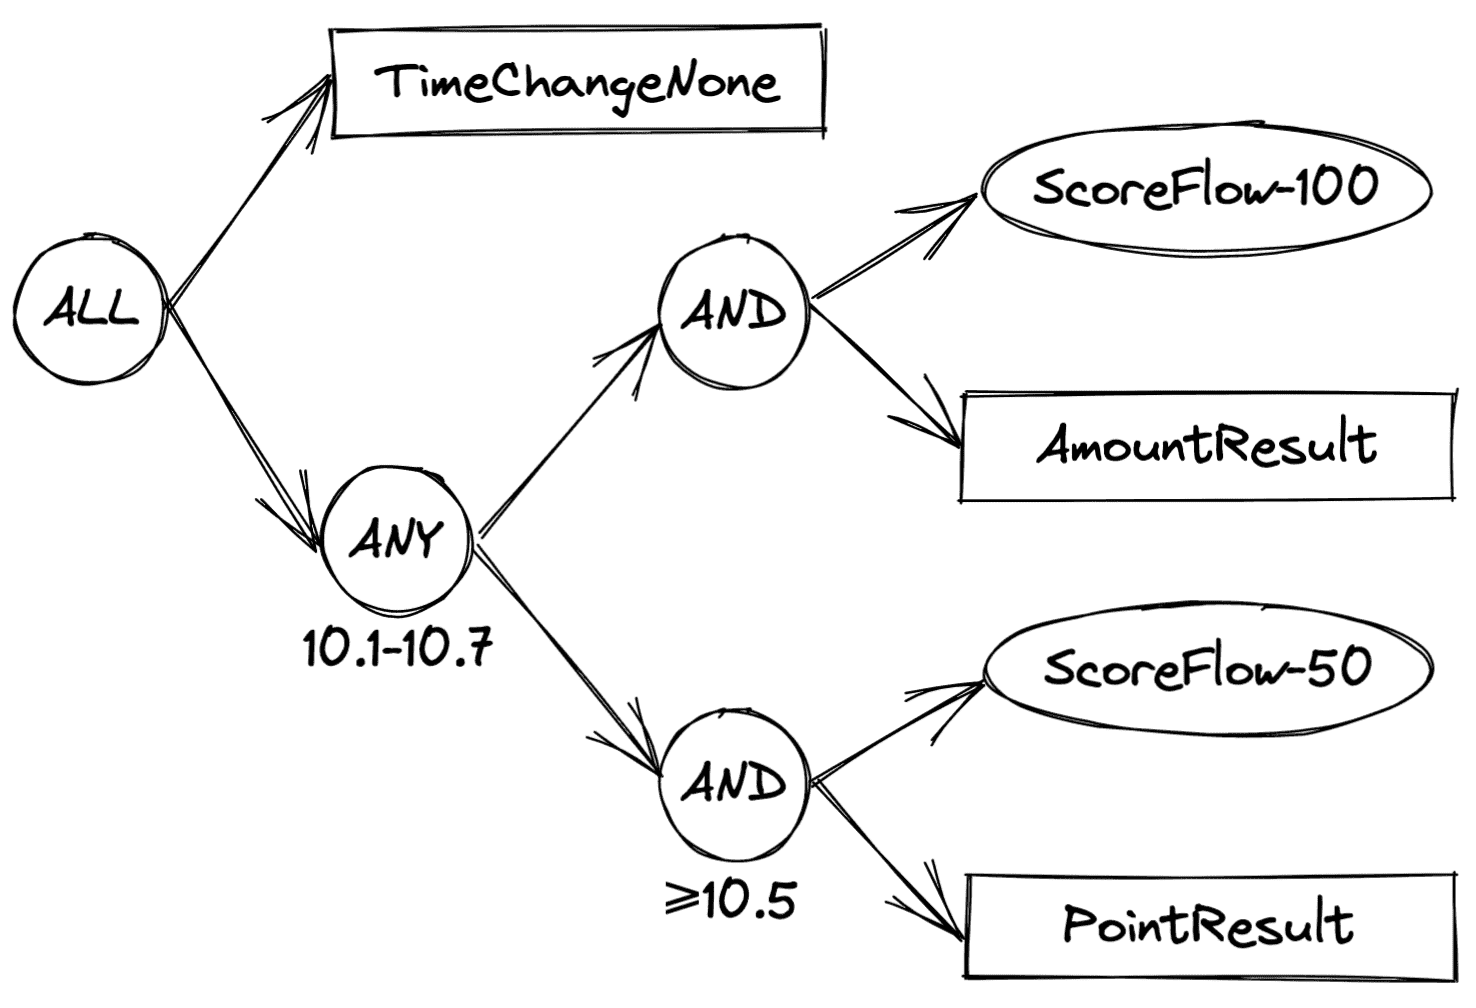 TimeChangeNone
ScoreFlow-100
ALL
AND
AmountResult
ANY
10.1-10.7
ScoreFlow-50
AND
≥10.5
PointResult